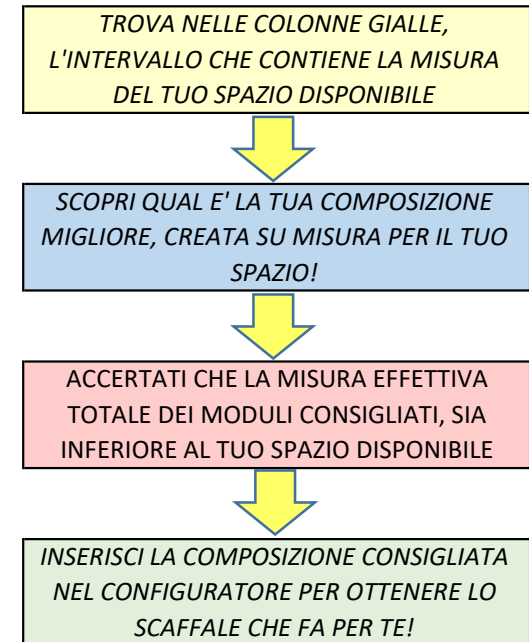 TROVA NELLE COLONNE GIALLE,
L'INTERVALLO CHE CONTIENE LA MISURA
DEL TUO SPAZIO DISPONIBILE
SCOPRI QUAL E' LA TUA COMPOSIZIONE
MIGLIORE, CREATA SU MISURA PER IL TUO
SPAZIO!
ACCERTATI CHE LA MISURA EFFETTIVA
TOTALE DEI MODULI CONSIGLIATI, SIA
INFERIORE AL TUO SPAZIO DISPONIBILE
INSERISCI LA COMPOSIZIONE CONSIGLIATA
NEL CONFIGURATORE PER OTTENERE LO
SCAFFALE CHE FA PER TE!